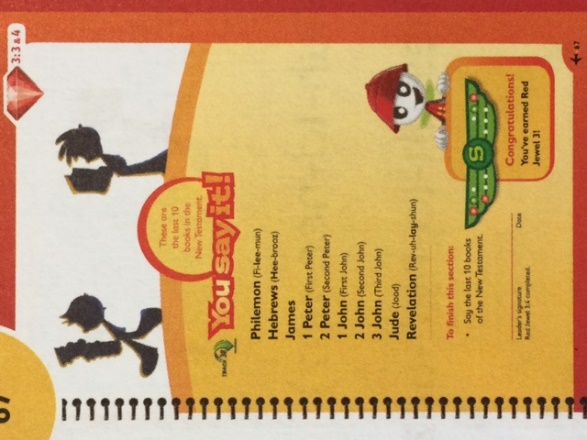 3:3 & 4
These are
the last 10
books in the
New Testament.
You say it!
TRACK
Philemon (Fi-lee-mun)
Hebrews (Hee-brooz)
James
1 Peter (First Peter)
2 Peter (Second Peter)
1 John (First John)
2 John (Second John)
3 John (Third John)
Jude (Jood)
Revelation (Rev-uh-lay-shun)
To finish this section:
• Say the last 10 books
of the New Testament.
Leader's signature
Date
Red Jewel 3:4 completed.
S
Congratulations!
You've earned Red
Jewel 3!
67